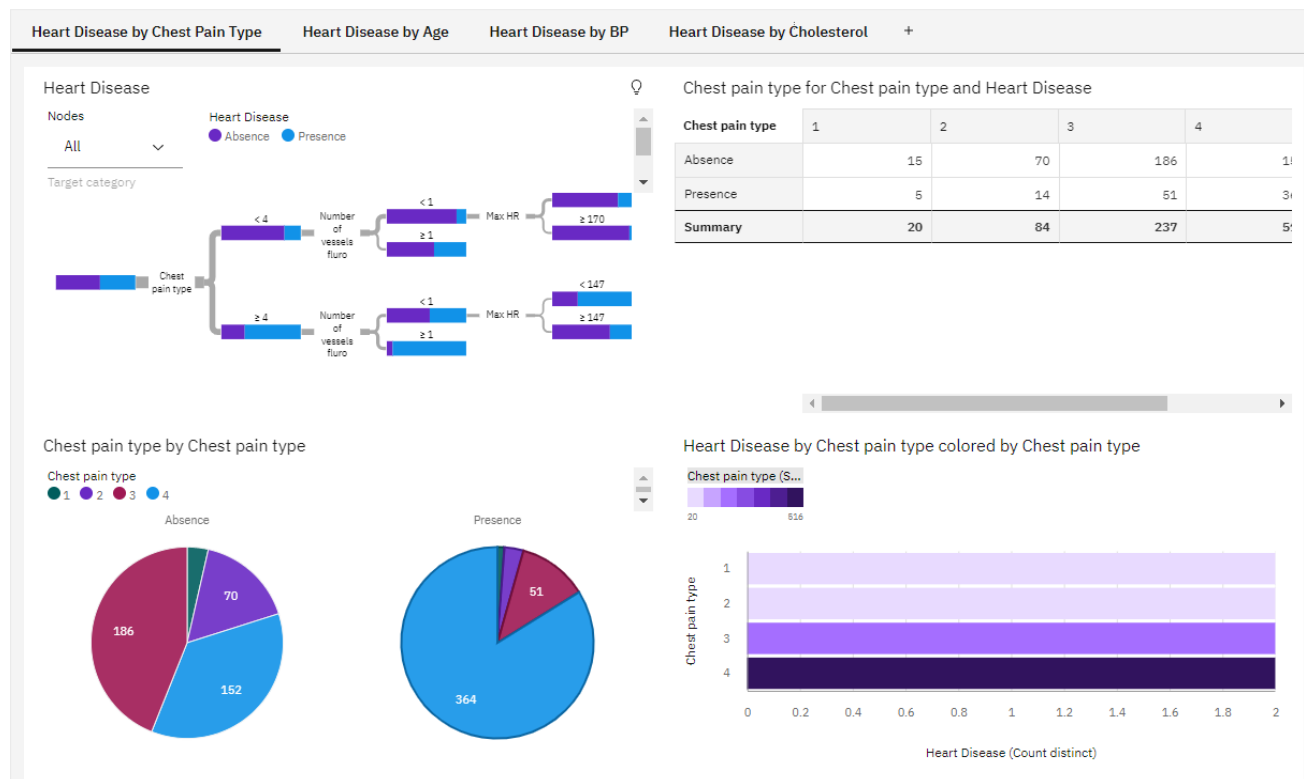 Heart Disease by Chest Pain Type Heart Disease by Age Heart Disease by BP Heart Disease by Cholesterol +
Heart Disease
Nodes
All
Target category
Heart Disease
Absence Presence
Chest
pain type
< 4
Number
of
vessels
fluro
< 1
Max HR
≥ 170
≥ 1
≥ 4
Number
of
vessels
fluro
< 1
Max HR
< 147
≥ 147
≥ 1
Chest pain type for Chest pain type and Heart Disease
Chest pain type 1 2 3 4
Absence 15 70 186
Presence 5 14 51
Summary 20 84 237
Chest pain type by Chest pain type
Chest pain type
1 2 3 4
Absence
70
186
152
Presence
51
364
Heart Disease by Chest pain type colored by Chest pain type
Chest pain type (S...
20 516
Chest pain type
1
2
3
4
0 0.2 0.4 0.6 0.8 1 1.2 1.4 1.6 1.8 2
Heart Disease (Count distinct)